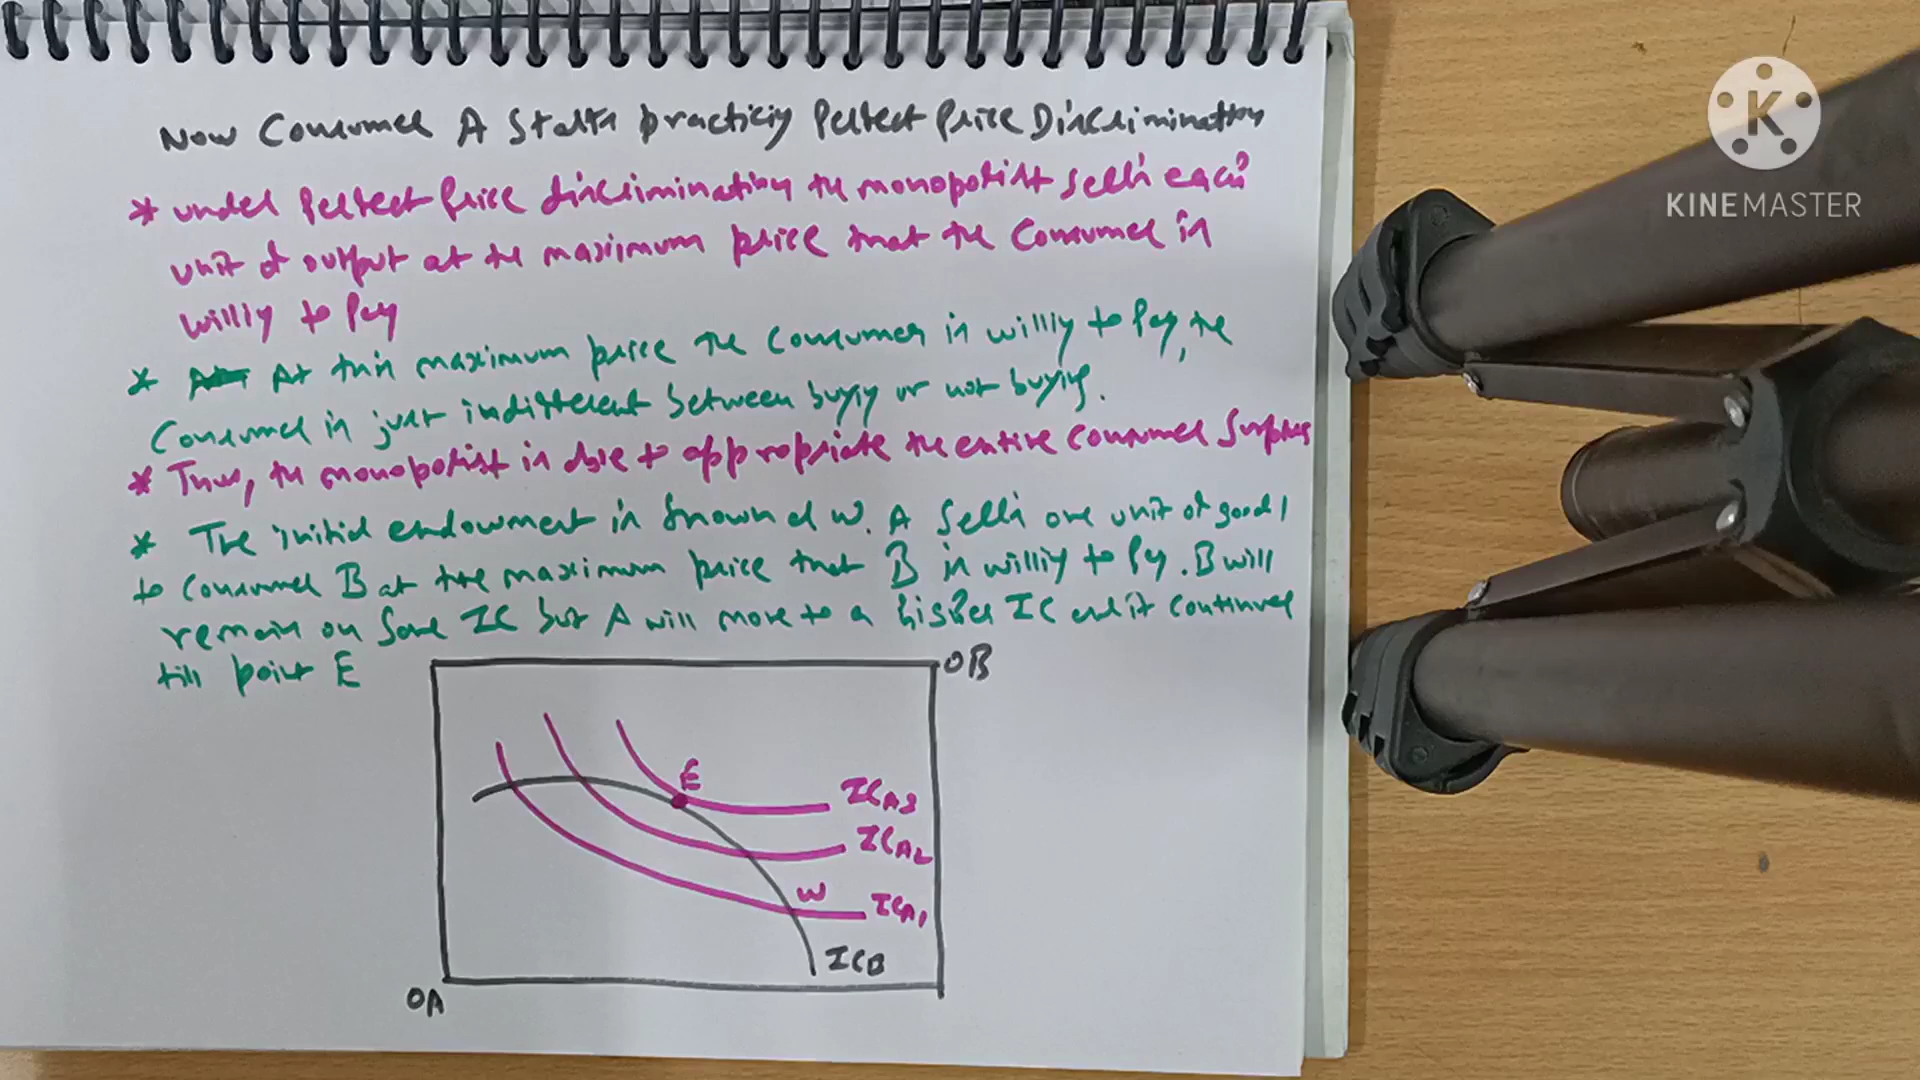 Now Consumer A Starts practicing Perfect Price Discrimination
* under Perfect Price discrimination the monopolist sells each
unit of output at the maximum price that the Consumer is
willing to Pay
* At this maximum price the Consumer is willing to Pay, the
Consumer is just indifferent between buying or not buying.
* Thus, the monopolist is able to appropriate the entire Consumer Surplus
* The initial endowment is shown at W. A Sells one unit of good 1
to Consumer B at the maximum price that B is willing to Pay. B will
remain on Same IC but A will move to a higher IC and it continues
till point E
OB
E
ICA3
ICA2
W
ICA1
ICB
OA
K
KINEMASTER